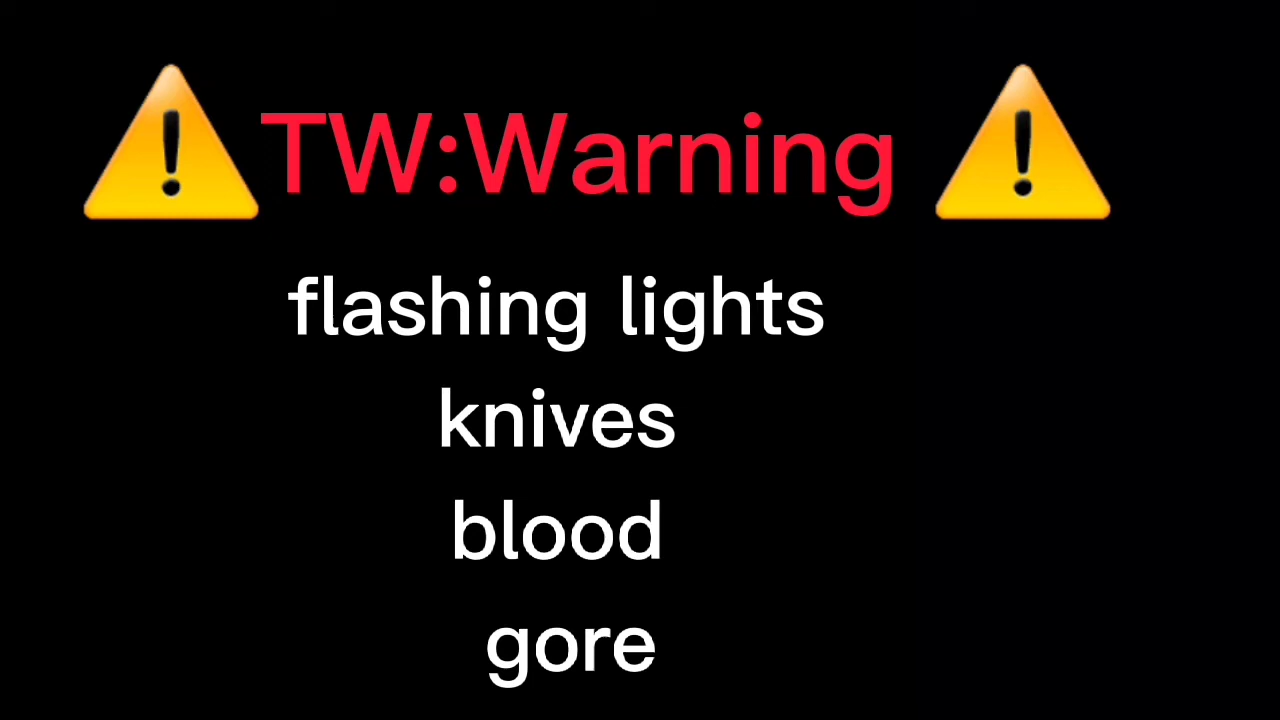 ⚠️TW:Warning ⚠️
flashing lights
knives
blood
gore